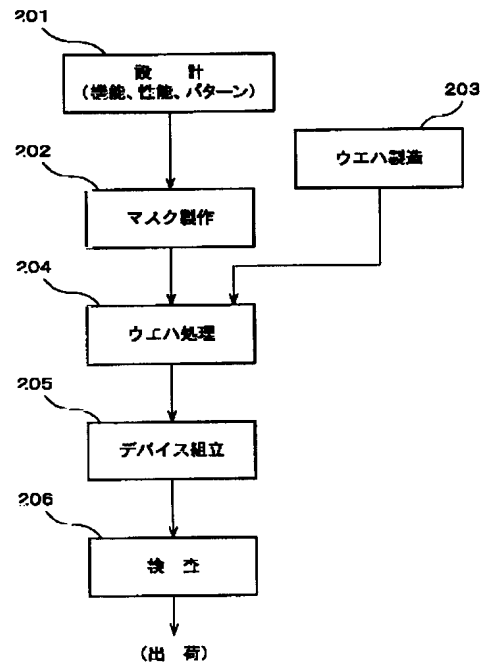 201
設 計
(機能、性能、パターン)
203
ウエハ製造
202
マスク製作
204
ウエハ処理
205
デバイス組立
206
検 査
(出 荷)